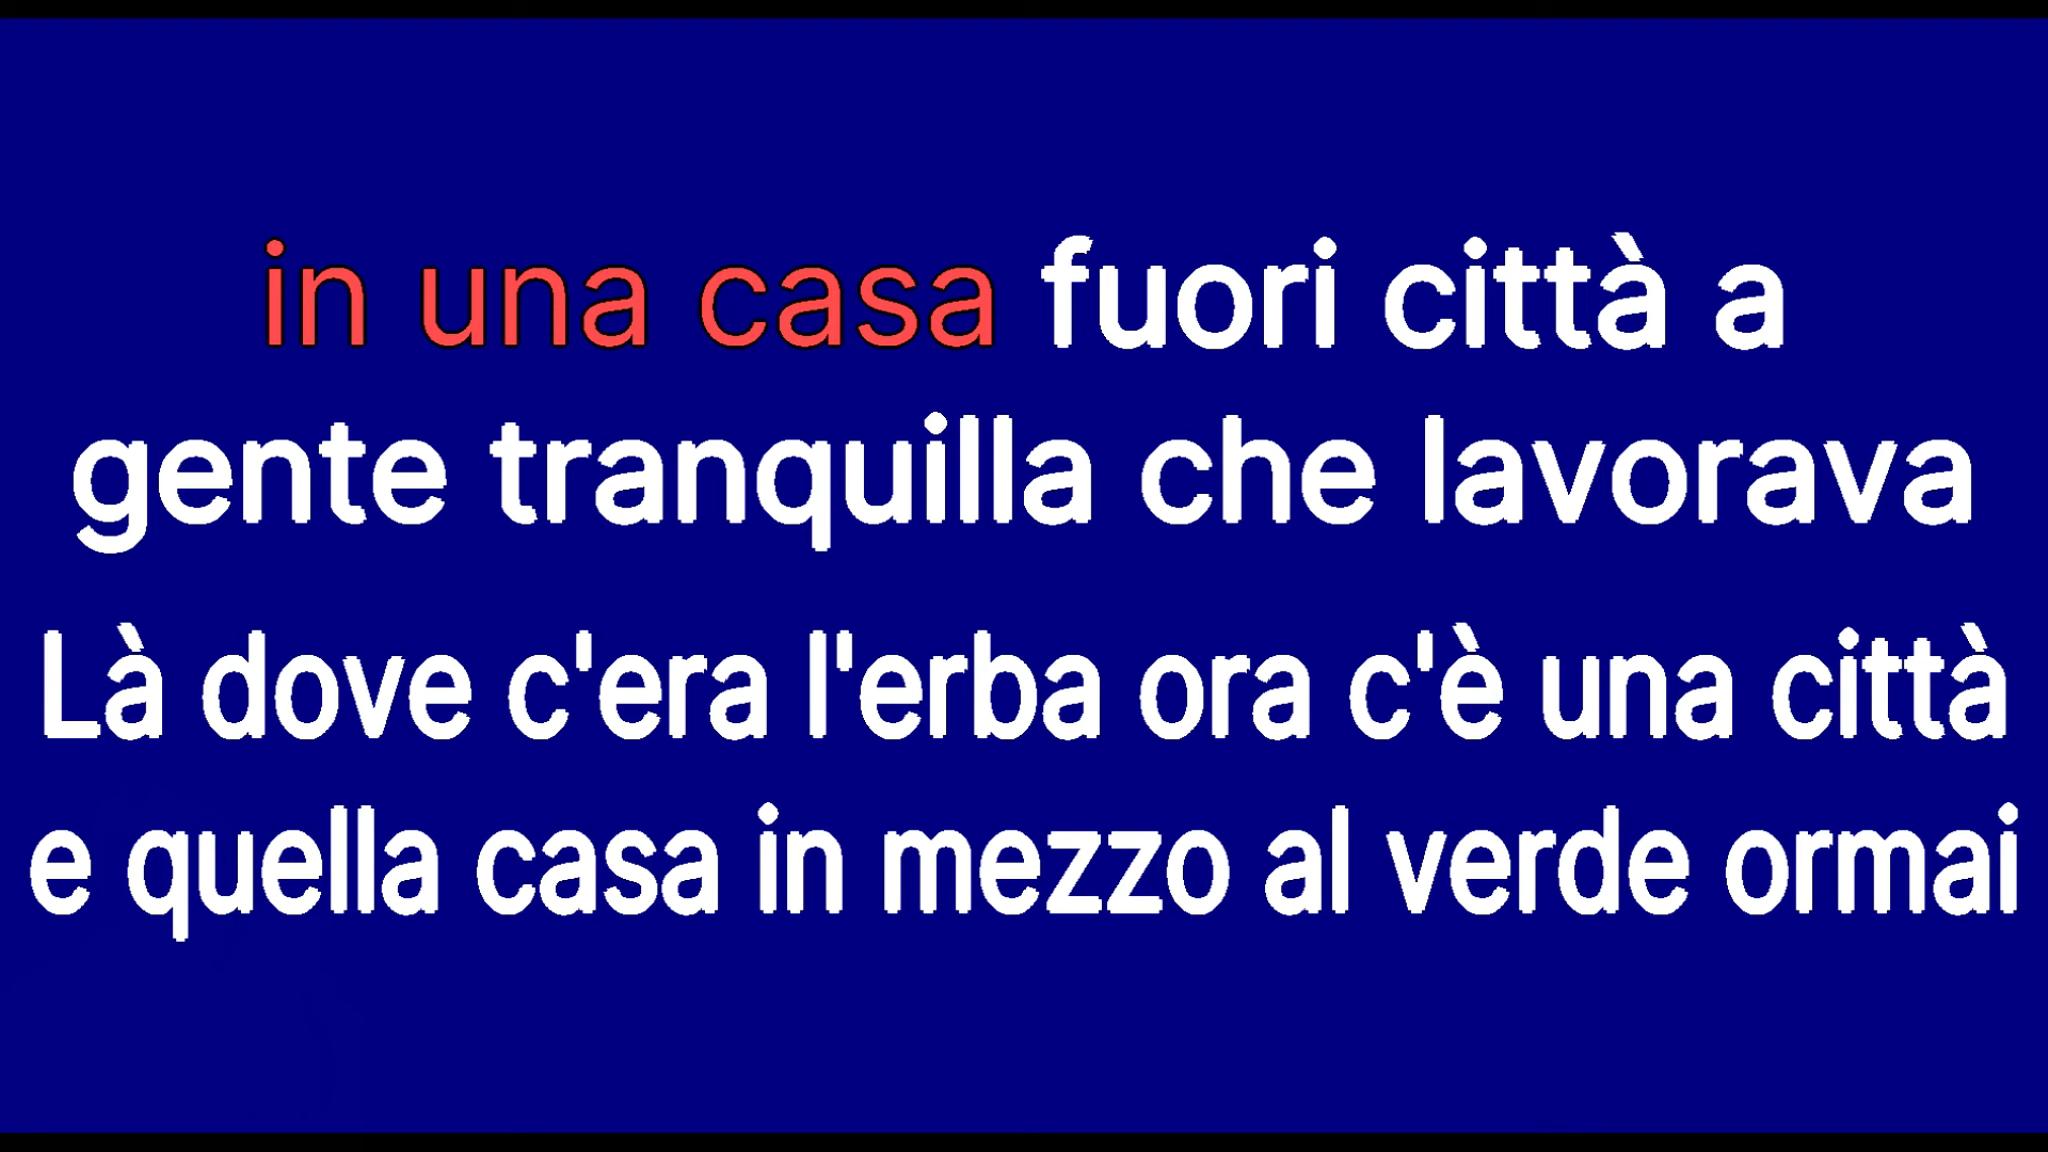 in una casa fuori città a
gente tranquilla che lavorava
Là dove c'era l'erba ora c'è una città
e quella casa in mezzo al verde ormai